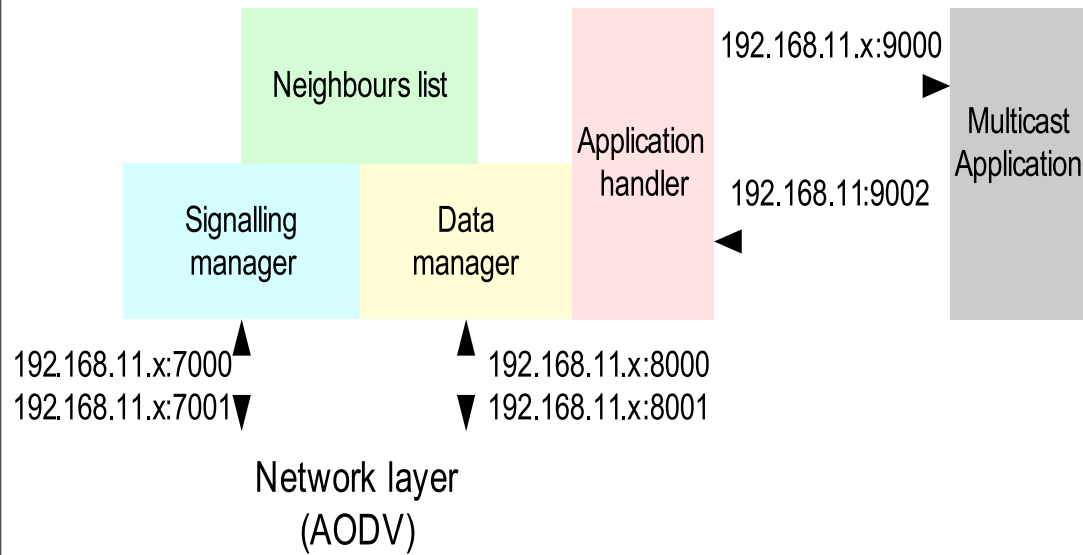 Neighbours list
Signalling
manager
Data
manager
Application
handler
192.168.11.x:9000
192.168.11:9002
Multicast
Application
192.168.11.x:7000
192.168.11.x:7001
192.168.11.x:8000
192.168.11.x:8001
Network layer
(AODV)